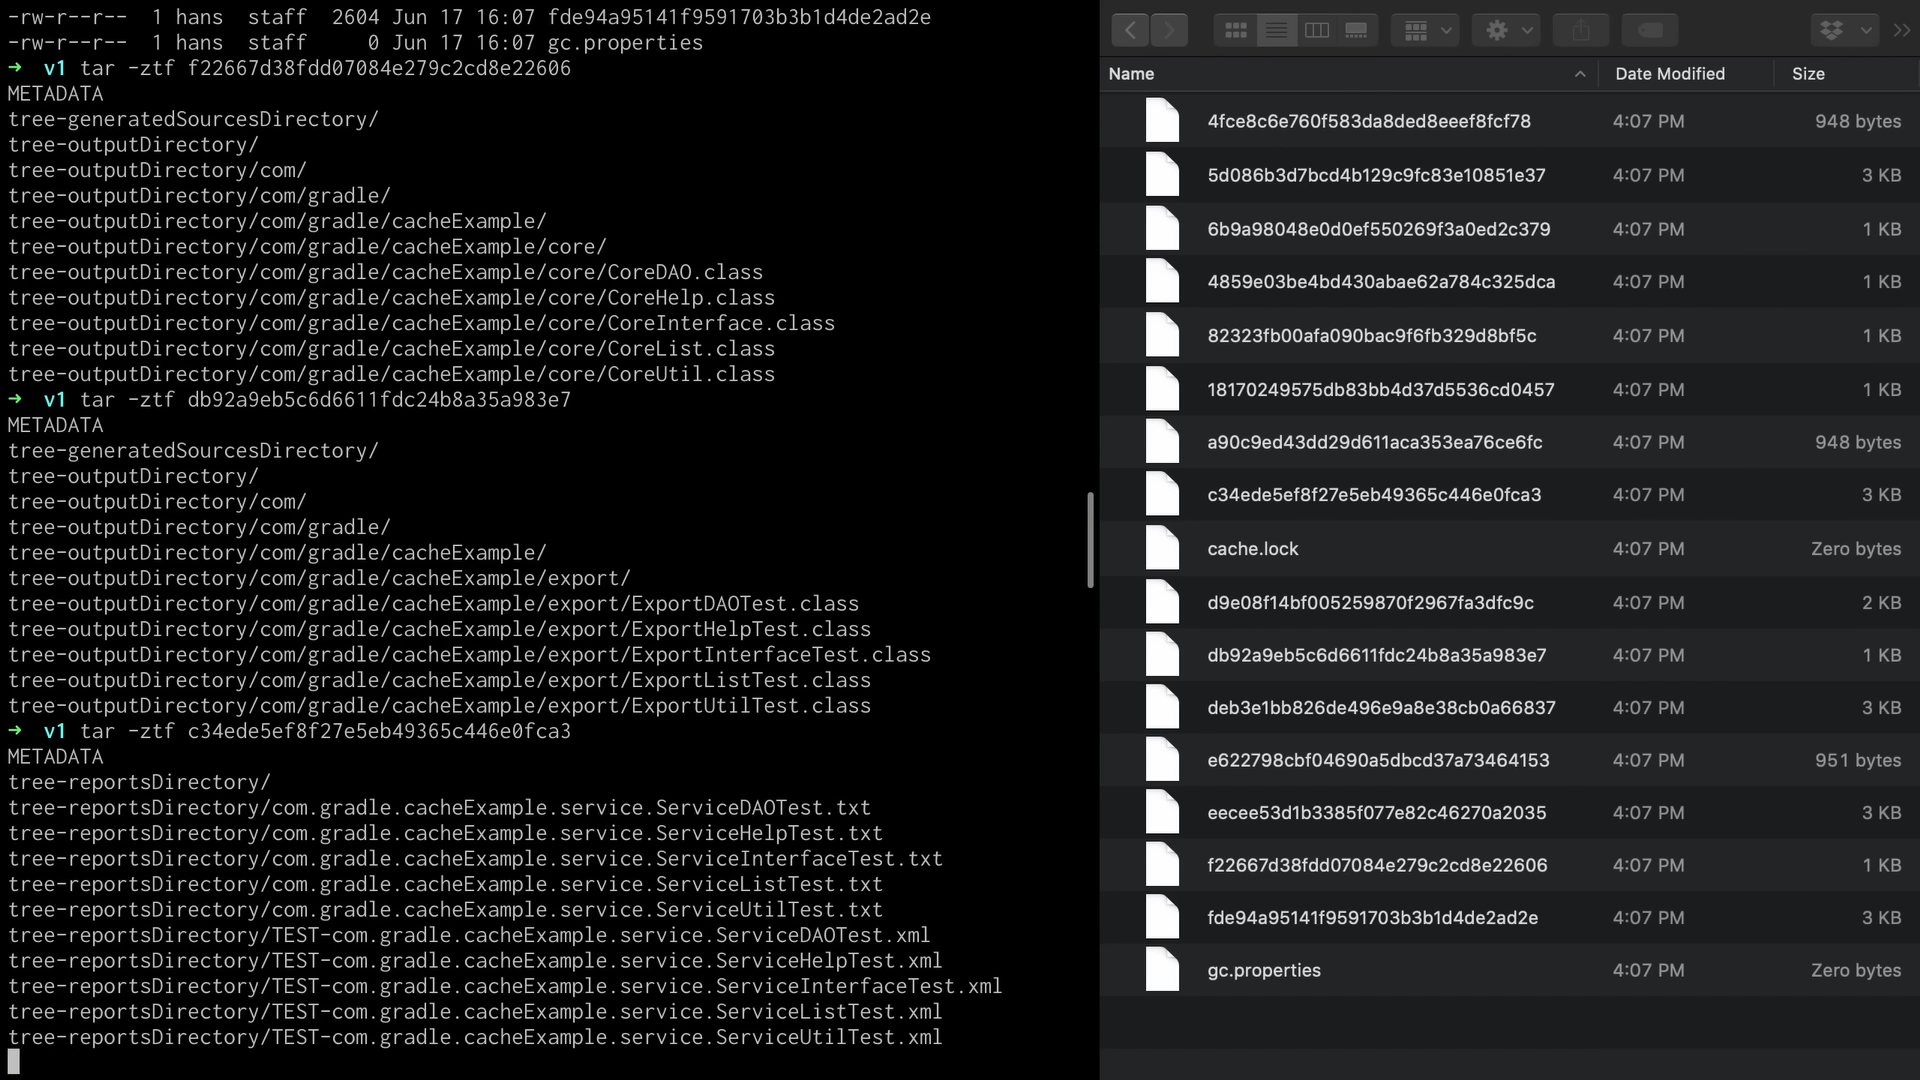 -rw-r--r--  1 hans  staff  2604 Jun 17 16:07 fde94a95141f9591703b3b1d4de2ad2e
-rw-r--r--  1 hans  staff     0 Jun 17 16:07 gc.properties
➜  v1 tar -ztf f22667d38fdd07084e279c2cd8e22606
METADATA
tree-generatedSourcesDirectory/
tree-outputDirectory/
tree-outputDirectory/com/
tree-outputDirectory/com/gradle/
tree-outputDirectory/com/gradle/cacheExample/
tree-outputDirectory/com/gradle/cacheExample/core/
tree-outputDirectory/com/gradle/cacheExample/core/CoreDAO.class
tree-outputDirectory/com/gradle/cacheExample/core/CoreHelp.class
tree-outputDirectory/com/gradle/cacheExample/core/CoreInterface.class
tree-outputDirectory/com/gradle/cacheExample/core/CoreList.class
tree-outputDirectory/com/gradle/cacheExample/core/CoreUtil.class
➜  v1 tar -ztf db92a9eb5c6d6611fdc24b8a35a983e7
METADATA
tree-generatedSourcesDirectory/
tree-outputDirectory/
tree-outputDirectory/com/
tree-outputDirectory/com/gradle/
tree-outputDirectory/com/gradle/cacheExample/
tree-outputDirectory/com/gradle/cacheExample/export/
tree-outputDirectory/com/gradle/cacheExample/export/ExportDAOTest.class
tree-outputDirectory/com/gradle/cacheExample/export/ExportHelpTest.class
tree-outputDirectory/com/gradle/cacheExample/export/ExportInterfaceTest.class
tree-outputDirectory/com/gradle/cacheExample/export/ExportListTest.class
tree-outputDirectory/com/gradle/cacheExample/export/ExportUtilTest.class
➜  v1 tar -ztf c34ede5ef8f27e5eb49365c446e0fca3
METADATA
tree-reportsDirectory/
tree-reportsDirectory/com.gradle.cacheExample.service.ServiceDAOTest.txt
tree-reportsDirectory/com.gradle.cacheExample.service.ServiceHelpTest.txt
tree-reportsDirectory/com.gradle.cacheExample.service.ServiceInterfaceTest.txt
tree-reportsDirectory/com.gradle.cacheExample.service.ServiceListTest.txt
tree-reportsDirectory/com.gradle.cacheExample.service.ServiceUtilTest.txt
tree-reportsDirectory/TEST-com.gradle.cacheExample.service.ServiceDAOTest.xml
tree-reportsDirectory/TEST-com.gradle.cacheExample.service.ServiceHelpTest.xml
tree-reportsDirectory/TEST-com.gradle.cacheExample.service.ServiceInterfaceTest.xml
tree-reportsDirectory/TEST-com.gradle.cacheExample.service.ServiceListTest.xml
tree-reportsDirectory/TEST-com.gradle.cacheExample.service.ServiceUtilTest.xml
Name Date Modified Size
4fce8c6e760f583da8ded8eeef8fcf78 4:07 PM 948 bytes
5d086b3d7bcd4b129c9fc83e10851e37 4:07 PM 3 KB
6b9a98048e0d0ef550269f3a0ed2c379 4:07 PM 1 KB
4859e03be4bd430abae62a784c325dca 4:07 PM 1 KB
82323fb00afa090bac9f6fb329d8bf5c 4:07 PM 1 KB
18170249575db83bb4d37d5536cd0457 4:07 PM 1 KB
a90c9ed43dd29d611aca353ea76ce6fc 4:07 PM 948 bytes
c34ede5ef8f27e5eb49365c446e0fca3 4:07 PM 3 KB
cache.lock 4:07 PM Zero bytes
d9e08f14bf005259870f2967fa3dfc9c 4:07 PM 2 KB
db92a9eb5c6d6611fdc24b8a35a983e7 4:07 PM 1 KB
deb3e1bb826de496e9a8e38cb0a66837 4:07 PM 3 KB
e622798cbf04690a5dbcd37a73464153 4:07 PM 951 bytes
eecee53d1b3385f077e82c46270a2035 4:07 PM 3 KB
f22667d38fdd07084e279c2cd8e22606 4:07 PM 1 KB
fde94a95141f9591703b3b1d4de2ad2e 4:07 PM 3 KB
gc.properties 4:07 PM Zero bytes